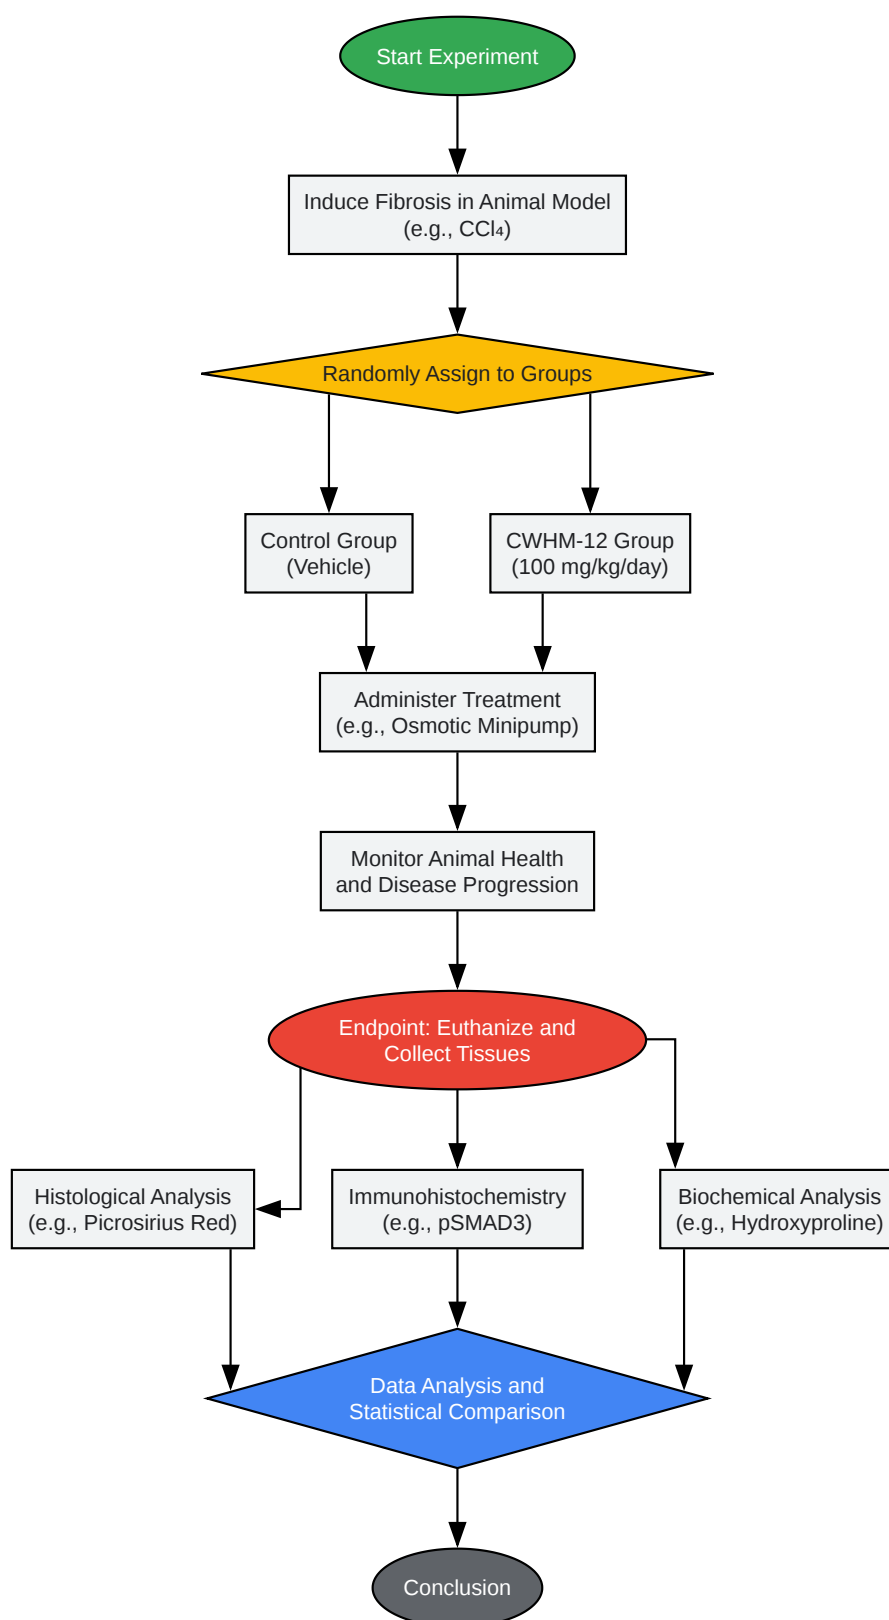 Start Experiment
Induce Fibrosis in Animal Model
(e.g., CCl₄)
Randomly Assign to Groups
Control Group
(Vehicle)
CWHM-12 Group
(100 mg/kg/day)
Administer Treatment
(e.g., Osmotic Minipump)
Monitor Animal Health
and Disease Progression
Endpoint: Euthanize and
Collect Tissues
Histological Analysis
(e.g., Picrosirius Red)
Immunohistochemistry
(e.g., pSMAD3)
Biochemical Analysis
(e.g., Hydroxyproline)
Data Analysis and
Statistical Comparison
Conclusion